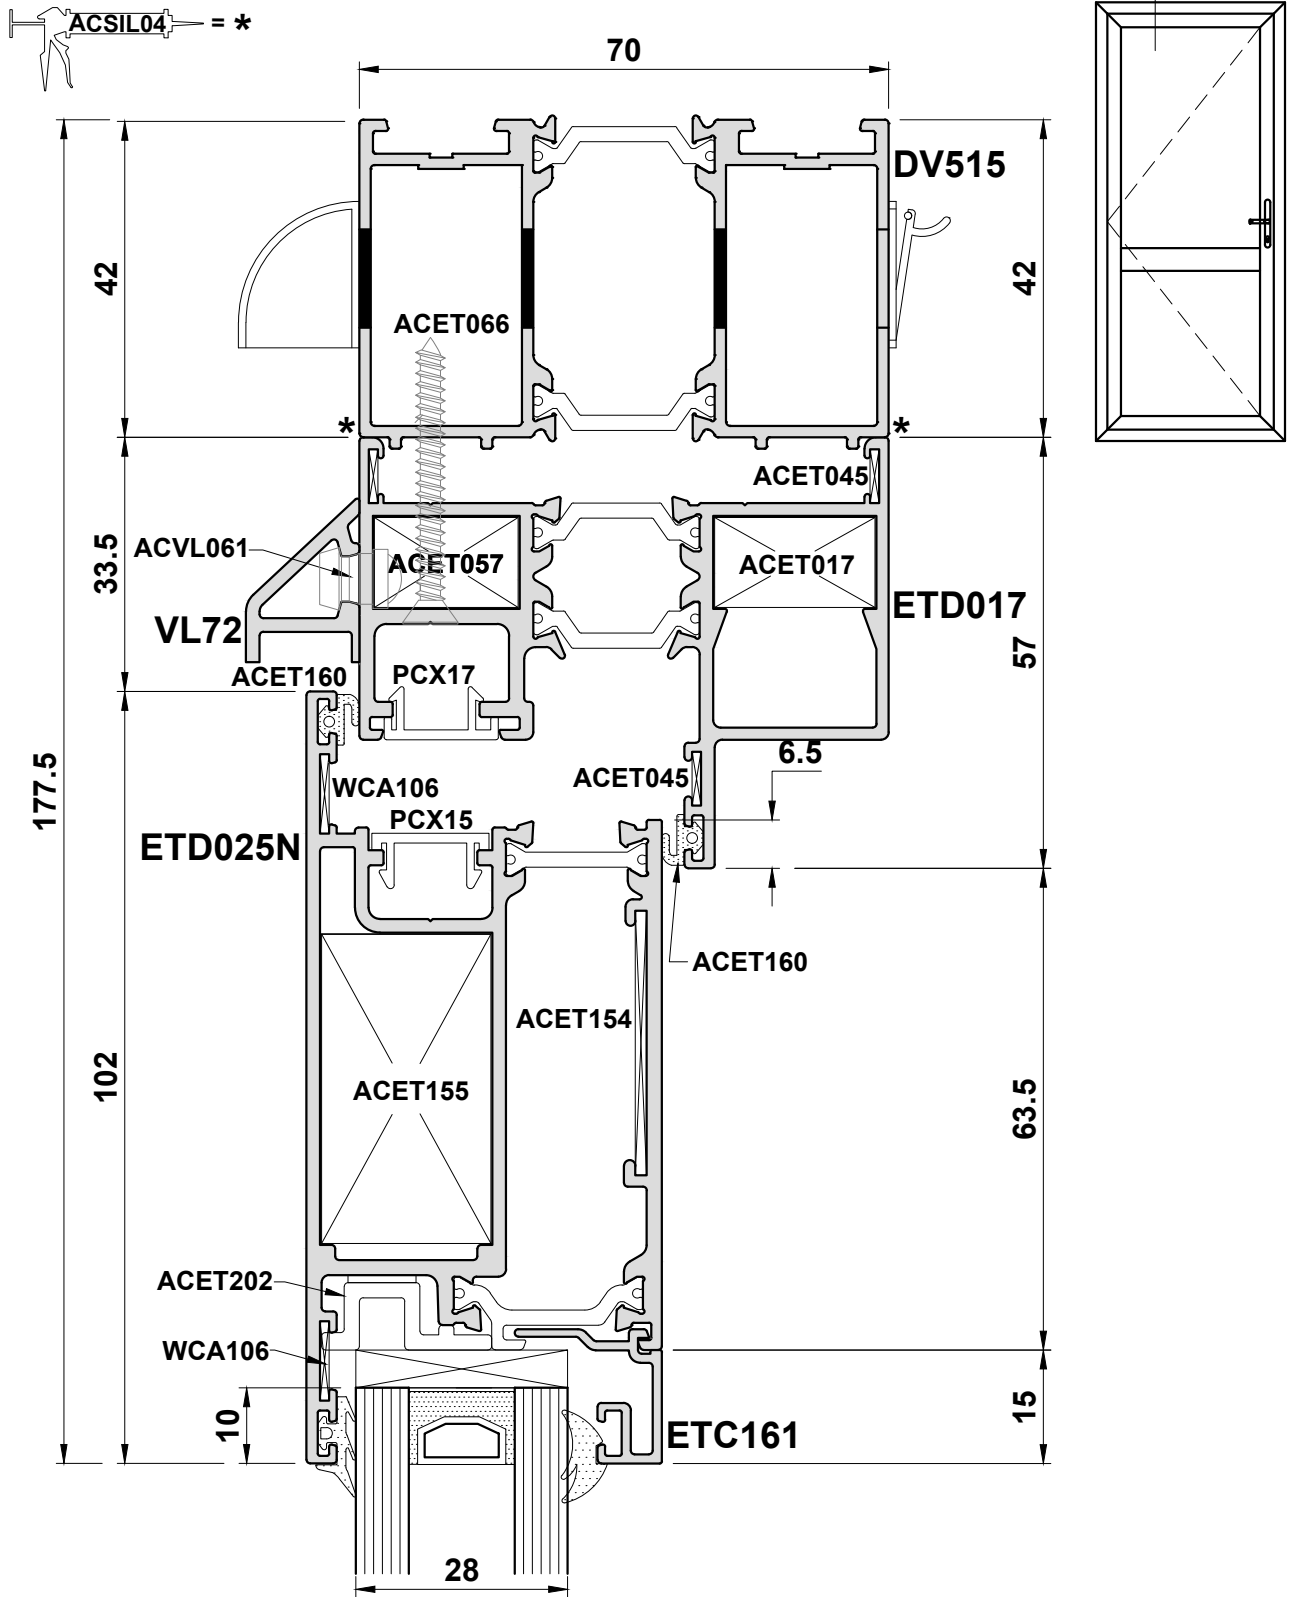 ACSIL04 = *
70
DV515
42
42
ACET066
*
*
ACET045
ACVL061
33.5
ACET057
ACET017
ETD017
VL72
57
ACET160
PCX17
6.5
177.5
WCA106
ACET045
PCX15
ETD025N
ACET160
ACET154
102
ACET155
63.5
ACET202
WCA106
10
15
ETC161
28